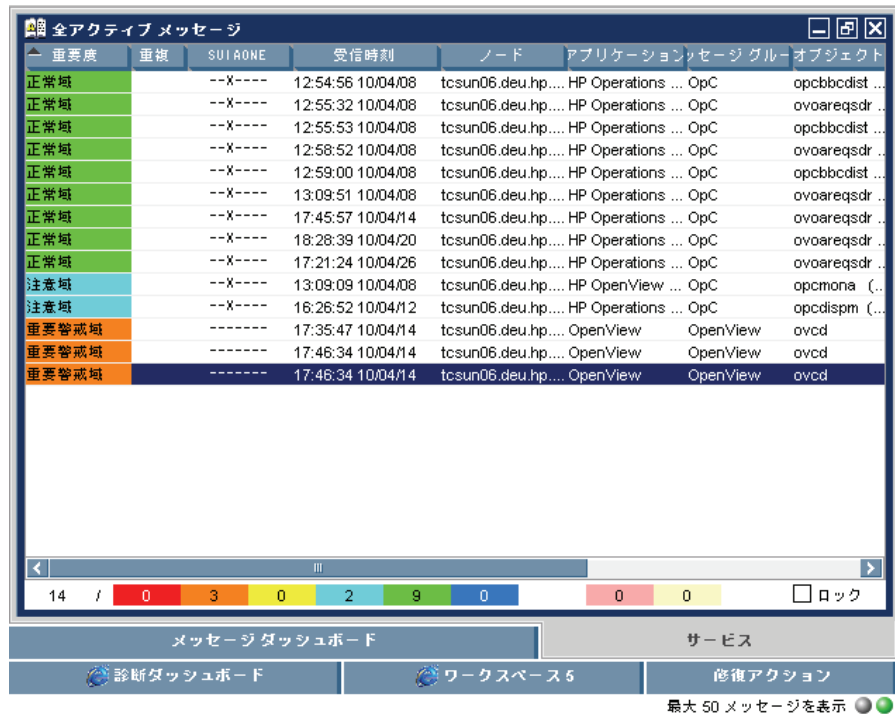 全アクティブ メッセージ
重要度 重複 SUIAONE 受信時刻 ノード アプリケーション ッセージ グルー オブジェクト
正常域 --X---- 12:54:56 10/04/08 tcsun06.deu.hp.... HP Operations ... OpC opcbbcdist ...
正常域 --X---- 12:55:32 10/04/08 tcsun06.deu.hp.... HP Operations ... OpC ovoareqsdr ..
正常域 --X---- 12:55:53 10/04/08 tcsun06.deu.hp.... HP Operations ... OpC opcbbcdist ...
正常域 --X---- 12:58:52 10/04/08 tcsun06.deu.hp.... HP Operations ... OpC ovoareqsdr ..
正常域 --X---- 12:59:00 10/04/08 tcsun06.deu.hp.... HP Operations ... OpC opcbbcdist ...
正常域 --X---- 13:09:51 10/04/08 tcsun06.deu.hp.... HP Operations ... OpC ovoareqsdr ..
正常域 --X---- 17:45:57 10/04/14 tcsun06.deu.hp.... HP Operations ... OpC ovoareqsdr ..
正常域 --X---- 18:28:39 10/04/20 tcsun06.deu.hp.... HP Operations ... OpC ovoareqsdr ..
正常域 --X---- 17:21:24 10/04/26 tcsun06.deu.hp.... HP Operations ... OpC ovoareqsdr ..
注意域 --X---- 13:09:09 10/04/08 tcsun06.deu.hp.... HP OpenView ... OpC opcmona (..
注意域 --X---- 16:26:52 10/04/12 tcsun06.deu.hp.... HP Operations ... OpC opcdispm (...
重要警戒域 ------- 17:35:47 10/04/14 tcsun06.deu.hp.... OpenView OpenView ovcd
重要警戒域 ------- 17:46:34 10/04/14 tcsun06.deu.hp.... OpenView OpenView ovcd
重要警戒域 ------- 17:46:34 10/04/14 tcsun06.deu.hp.... OpenView OpenView ovcd
14 / 0 3 0 2 9 0 0 0 ロック
メッセージ ダッシュボード サービス
診断ダッシュボード ワークスペース 5 修復アクション
最大 50 メッセージを表示